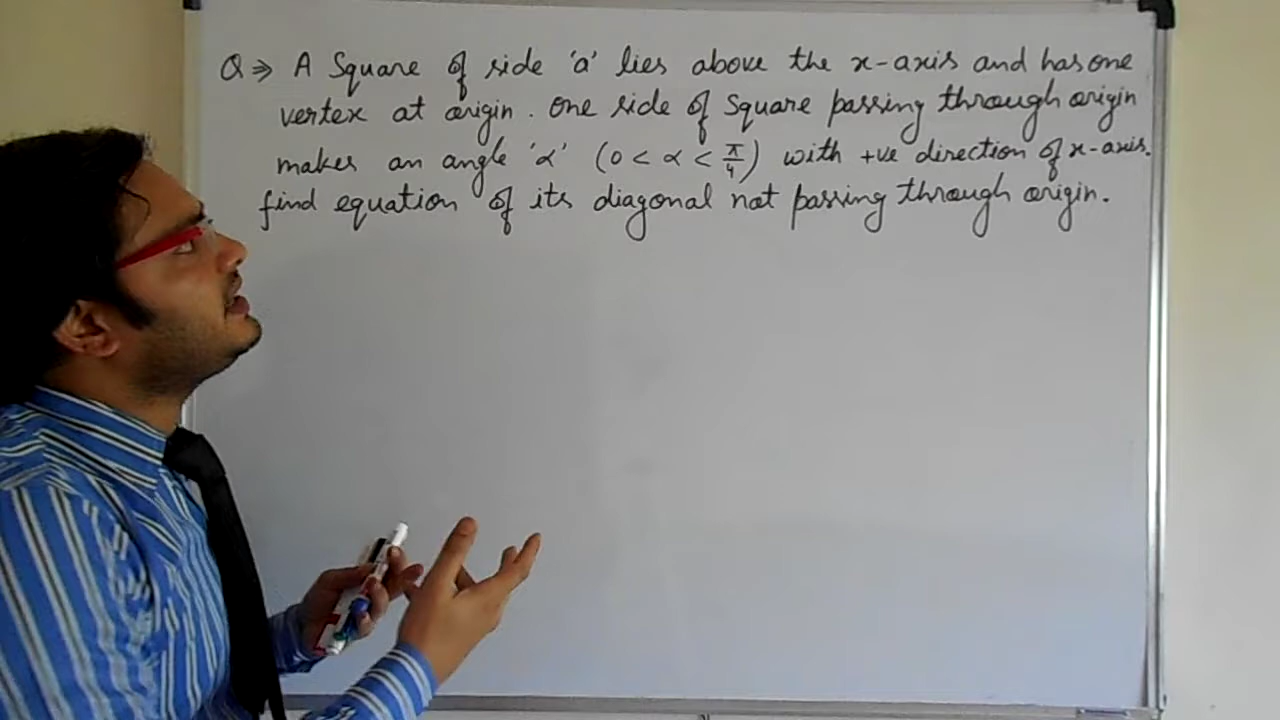 Q ⇒ A Square of side 'a' lies above the x-axis and has one
vertex at origin. One side of Square passing through origin
makes an angle 'α' (0 < α < π/4) with +ve direction of x-axis.
find equation of its diagonal not passing through origin.